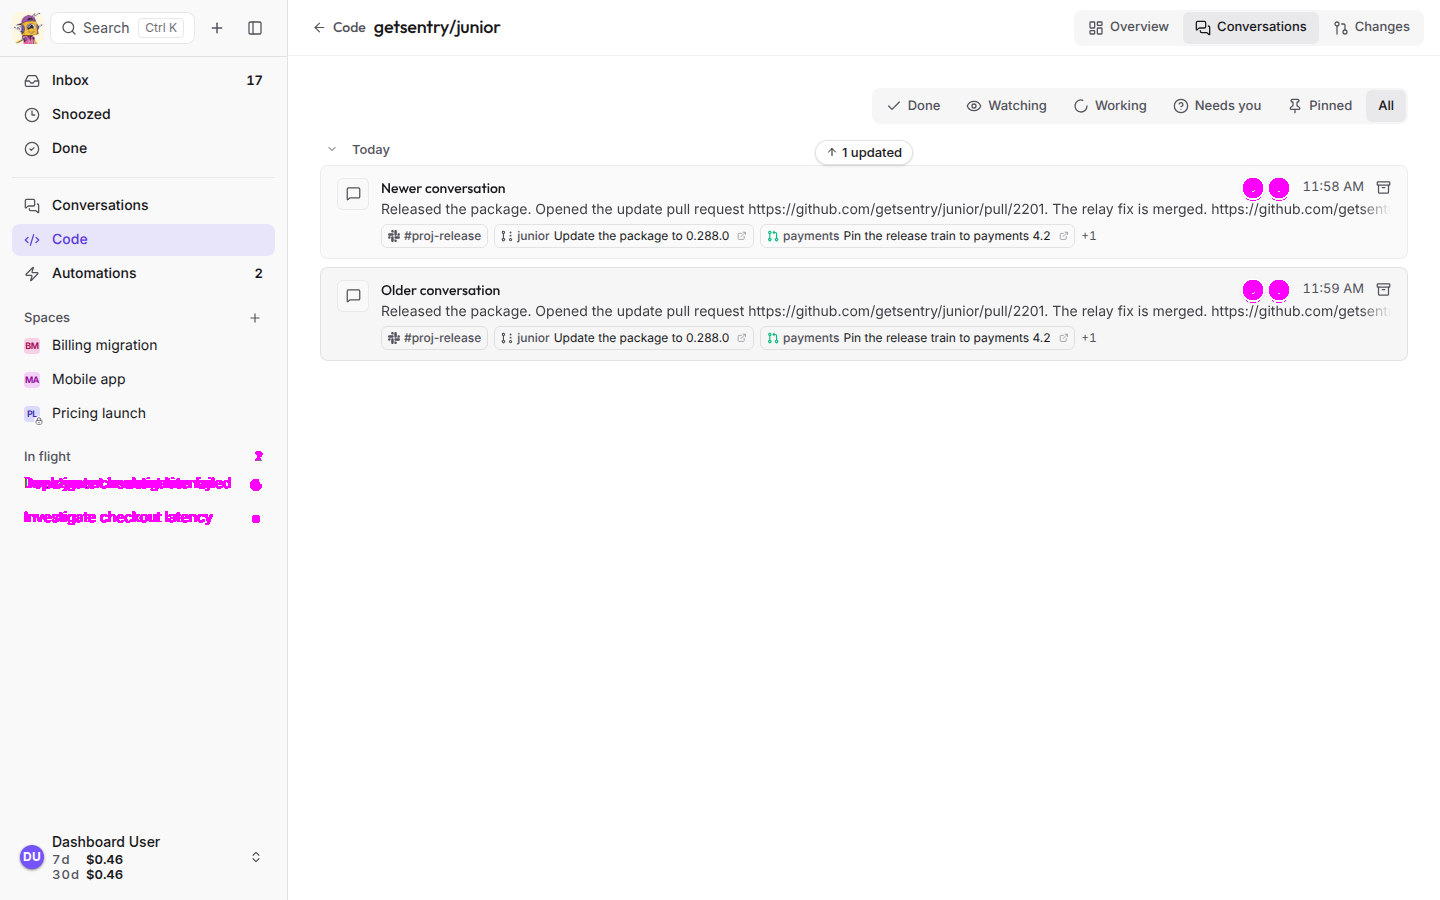 Search Ctrl K
Inbox 17
Snoozed
Done
Conversations
Code
Automations 2
Spaces
BM Billing migration
MA Mobile app
PL Pricing launch
In flight
Investigate checkout latency
DU Dashboard User
7d $0.46
30d $0.46
Code getsentry/junior
Overview Conversations Changes
Done Watching Working Needs you Pinned All
Today
1 updated
Newer conversation 11:58 AM
Released the package. Opened the update pull request https://github.com/getsentry/junior/pull/2201. The relay fix is merged. https://github.com/getsent
#proj-release junior Update the package to 0.288.0 payments Pin the release train to payments 4.2 +1
Older conversation 11:59 AM
Released the package. Opened the update pull request https://github.com/getsentry/junior/pull/2201. The relay fix is merged. https://github.com/getsent
#proj-release junior Update the package to 0.288.0 payments Pin the release train to payments 4.2 +1